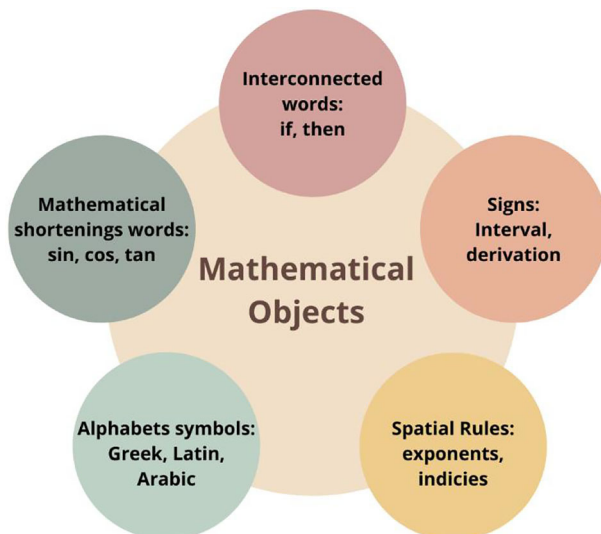 Interconnected
words:
if, then
Mathematical
shortenings words:
sin, cos, tan
Signs:
Interval,
derivation
Mathematical
Objects
Alphabets symbols:
Greek, Latin,
Arabic
Spatial Rules:
exponents,
indicies